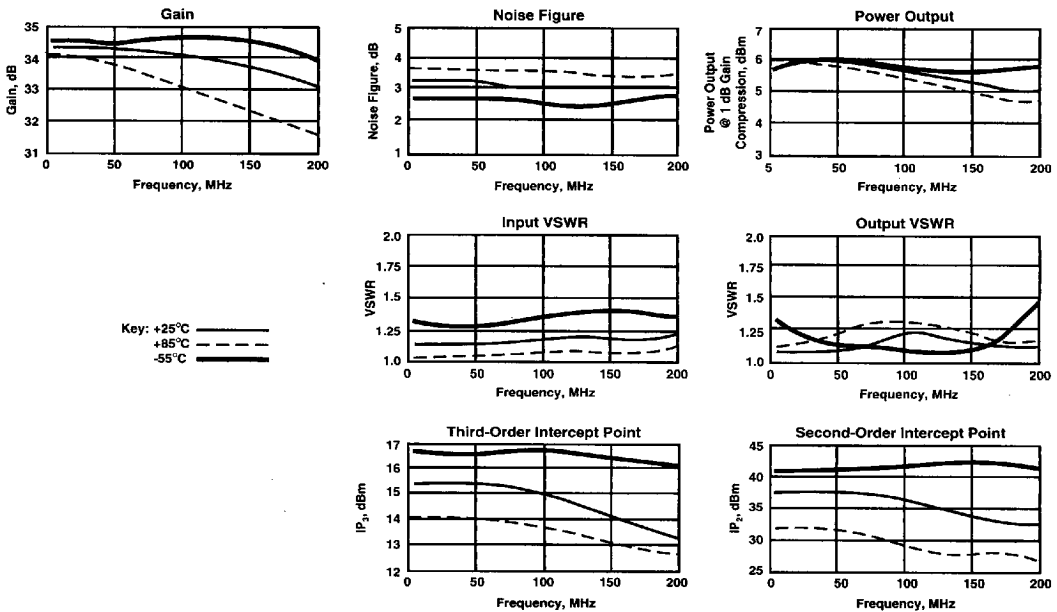 Gain
Gain, dB
35
34
33
32
31
0
50
100
150
200
Frequency, MHz
Noise Figure
Noise Figure, dB
5
4
3
2
1
0
50
100
150
200
Frequency, MHz
Power Output
Power Output
@ 1 dB Gain
Compression, dBm
7
6
5
4
3
5
50
100
150
200
Frequency, MHz
Input VSWR
VSWR
2.0
1.75
1.5
1.25
1.0
0
50
100
150
200
Frequency, MHz
Output VSWR
VSWR
2.0
1.75
1.5
1.25
1.0
0
50
100
150
200
Frequency, MHz
Key: +25°C
+85°C
-55°C
Third-Order Intercept Point
IP3, dBm
17
16
15
14
13
12
0
50
100
150
200
Frequency, MHz
Second-Order Intercept Point
IP2, dBm
45
40
35
30
25
0
50
100
150
200
Frequency, MHz